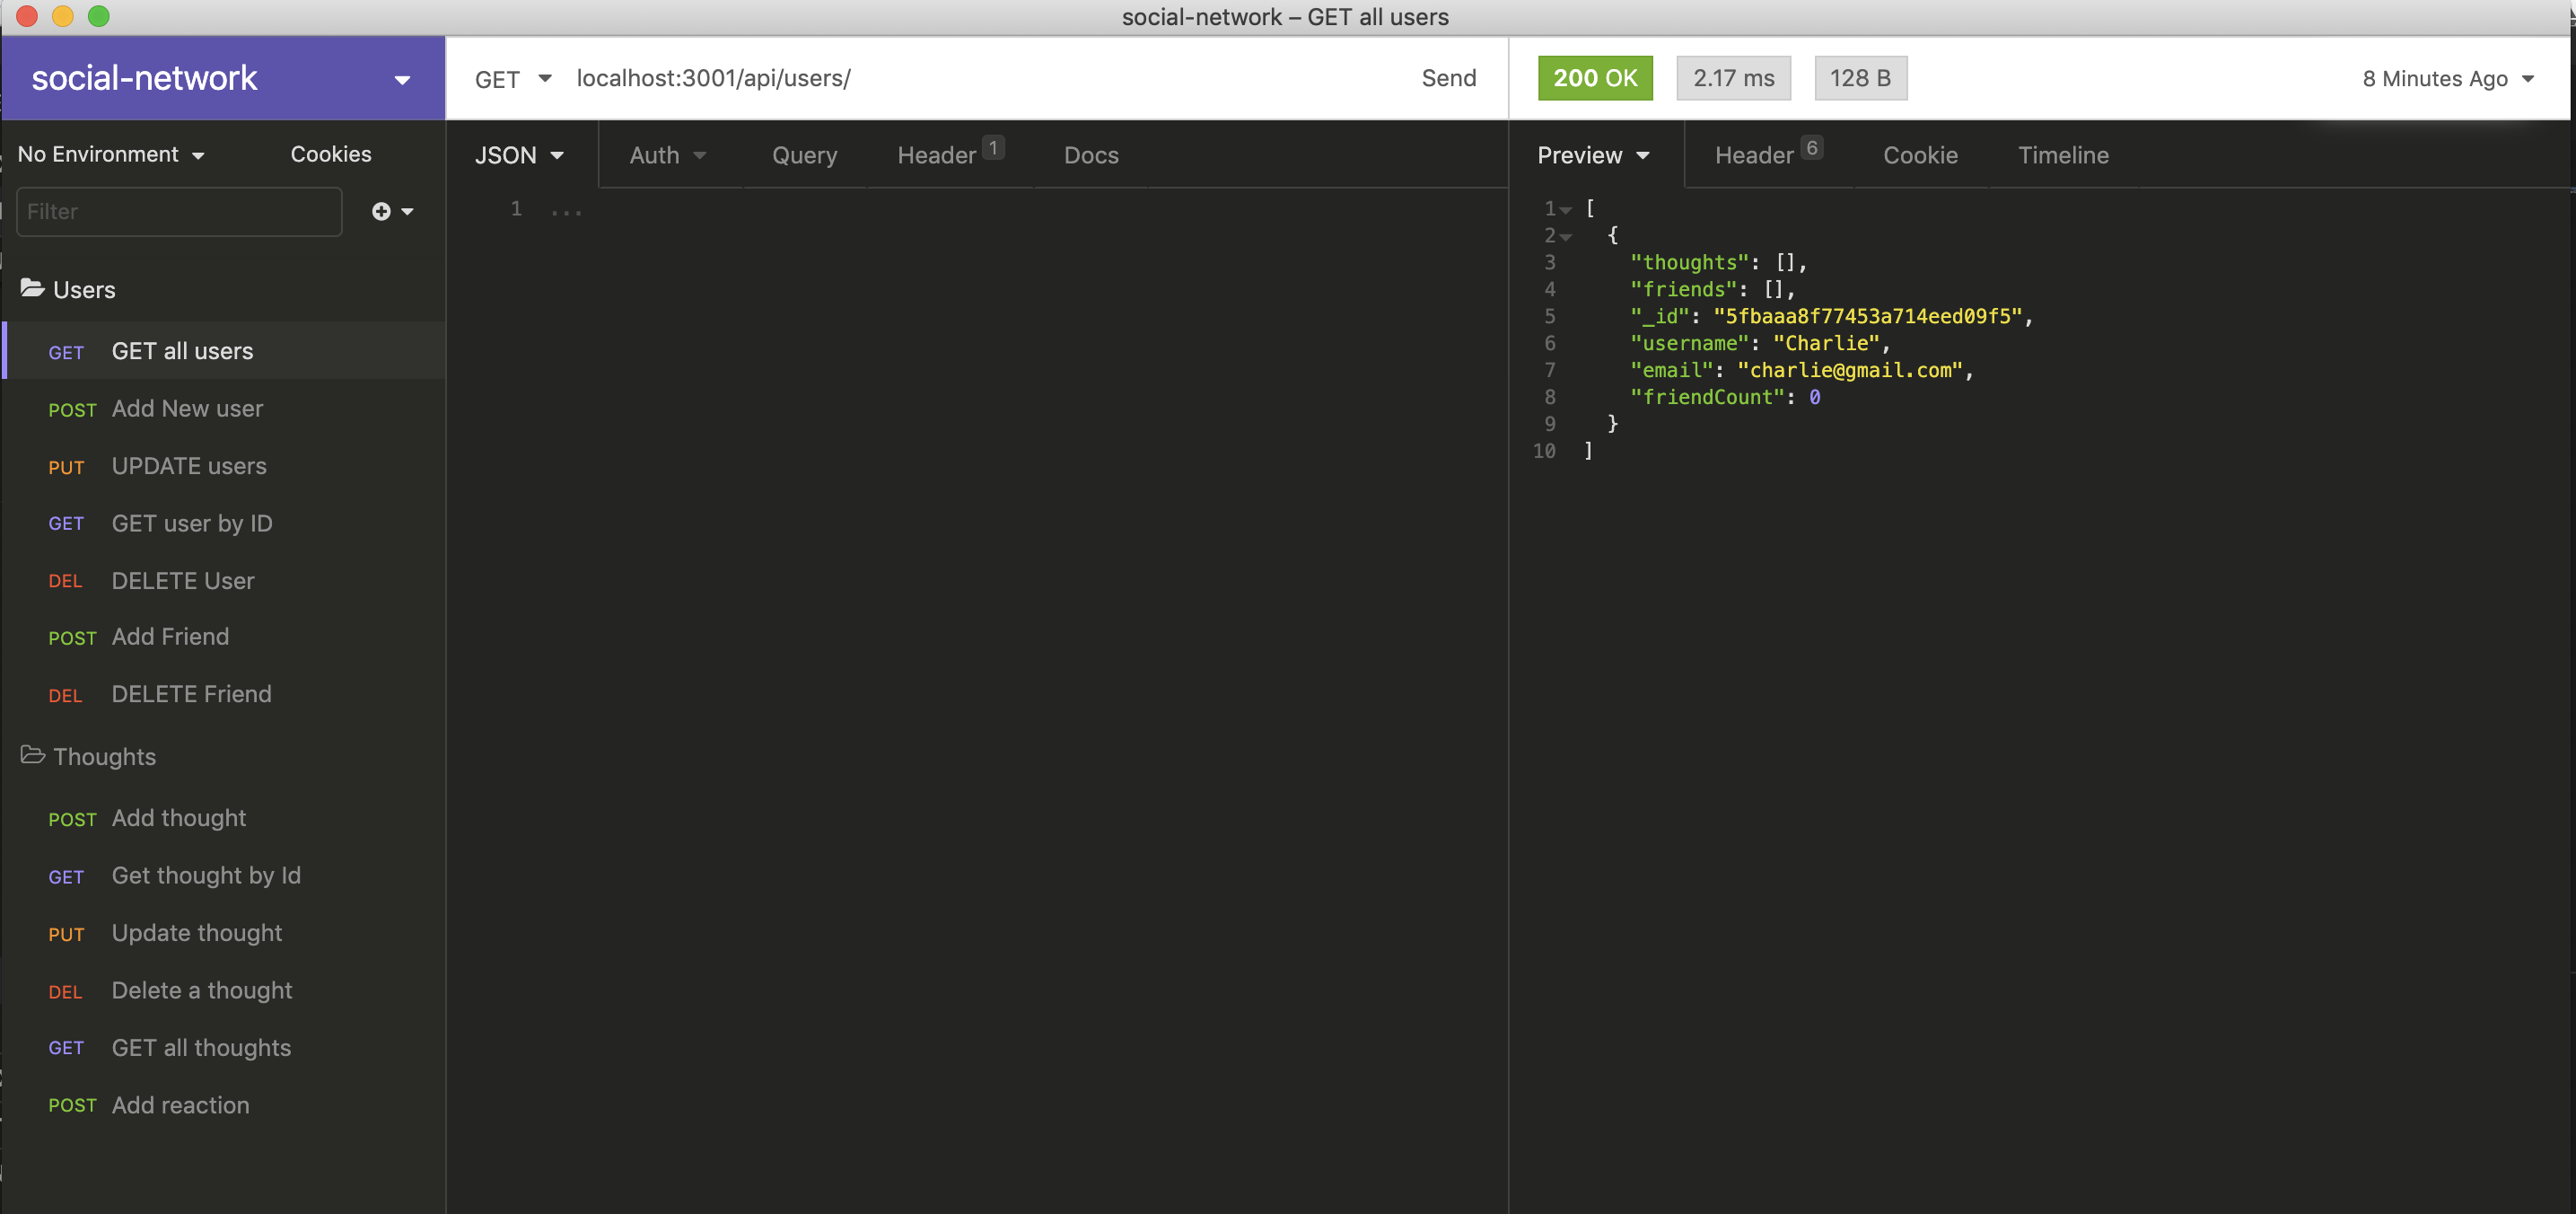 social-network – GET all users
social-network
GET localhost:3001/api/users/ Send
200 OK 2.17 ms 128 B 8 Minutes Ago
No Environment Cookies
Filter
Users
GET GET all users
POST Add New user
PUT UPDATE users
GET GET user by ID
DEL DELETE User
POST Add Friend
DEL DELETE Friend
Thoughts
POST Add thought
GET Get thought by Id
PUT Update thought
DEL Delete a thought
GET GET all thoughts
POST Add reaction
JSON Auth Query Header 1 Docs
1 ...
Preview Header 6 Cookie Timeline
1 [
2 {
3 "thoughts": [],
4 "friends": [],
5 "_id": "5fbaaa8f77453a714eed09f5",
6 "username": "Charlie",
7 "email": "charlie@gmail.com",
8 "friendCount": 0
9 }
10 ]